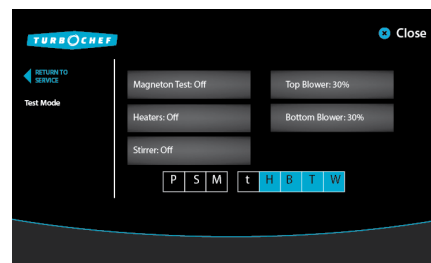 TURBOCHEF
Close
RETURN TO
SERVICE
Test Mode
Magneton Test: Off
Top Blower: 30%
Heaters: Off
Bottom Blower: 30%
Stirrer: Off
P S M t H B T W